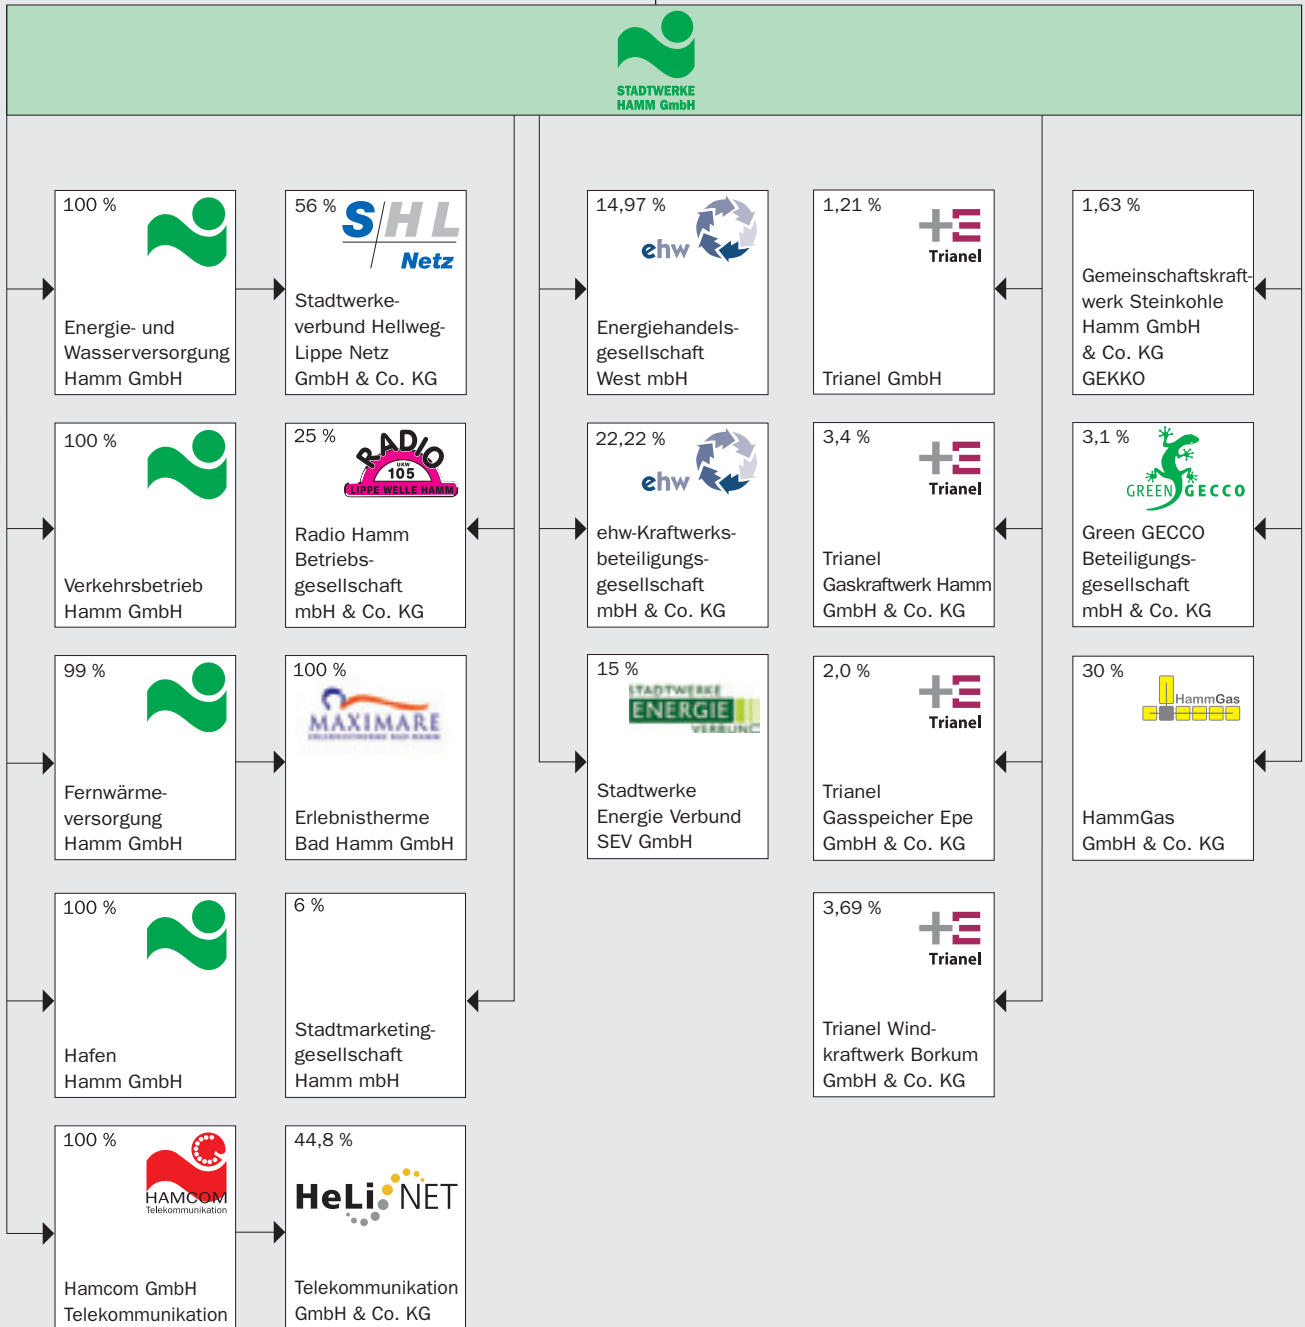 STADTWERKE
HAMM GmbH
100 %
Energie- und
Wasserversorgung
Hamm GmbH
56 %
S/HL
Netz
Stadtwerke-
verbund Hellweg-
Lippe Netz
GmbH & Co. KG
14,97 %
ehw
Energiehandels-
gesellschaft
West mbH
1,21 %
Trianel
Trianel GmbH
1,63 %
Gemeinschaftskraft-
werk Steinkohle
Hamm GmbH
& Co. KG
GEKKO
100 %
Verkehrsbetrieb
Hamm GmbH
25 %
RADIO
UKW
105
LIPPE WELLE HAMM
Radio Hamm
Betriebs-
gesellschaft
mbH & Co. KG
22,22 %
ehw
ehw-Kraftwerks-
beteiligungs-
gesellschaft
mbH & Co. KG
3,4 %
Trianel
Trianel
Gaskraftwerk Hamm
GmbH & Co. KG
3,1 %
GREEN GECCO
Green GECCO
Beteiligungs-
gesellschaft
mbH & Co. KG
99 %
Fernwärme-
versorgung
Hamm GmbH
100 %
MAXIMARE
ERLEBNISTHERME BAD HAMM
Erlebnistherme
Bad Hamm GmbH
15 %
STADTWERKE
ENERGIE
VERBUND
Stadtwerke
Energie Verbund
SEV GmbH
2,0 %
Trianel
Trianel
Gasspeicher Epe
GmbH & Co. KG
30 %
HammGas
HammGas
GmbH & Co. KG
100 %
Hafen
Hamm GmbH
6 %
Stadtmarketing-
gesellschaft
Hamm mbH
3,69 %
Trianel
Trianel Wind-
kraftwerk Borkum
GmbH & Co. KG
100 %
HAMCOM
Telekommunikation
Hamcom GmbH
Telekommunikation
44,8 %
HeLi NET
Telekommunikation
GmbH & Co. KG